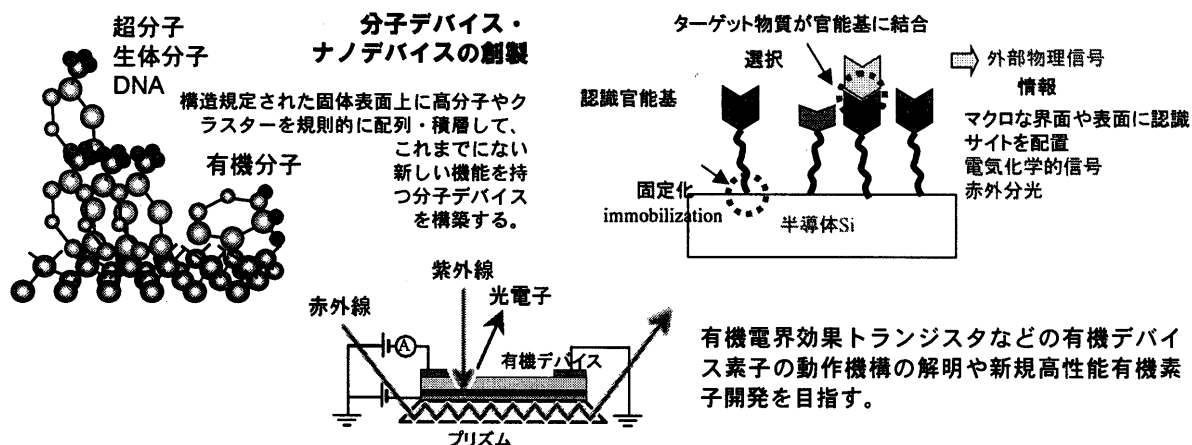 超分子
生体分子
DNA
有機分子
分子デバイス・
ナノデバイスの創製
構造規定された固体表面上に高分子やク
ラスターを規則的に配列・積層して、
これまでにない
新しい機能を持
つ分子デバイス
を構築する。
ターゲット物質が官能基に結合
選択
認識官能基
固定化
immobilization
半導体Si
外部物理信号
情報
マクロな界面や表面に認識
サイトを配置
電気化学的信号
赤外分光
紫外線
光電子
赤外線
A
有機デバイス
プリズム
有機電界効果トランジスタなどの有機デバイ
ス素子の動作機構の解明や新規高性能有機素
子開発を目指す。